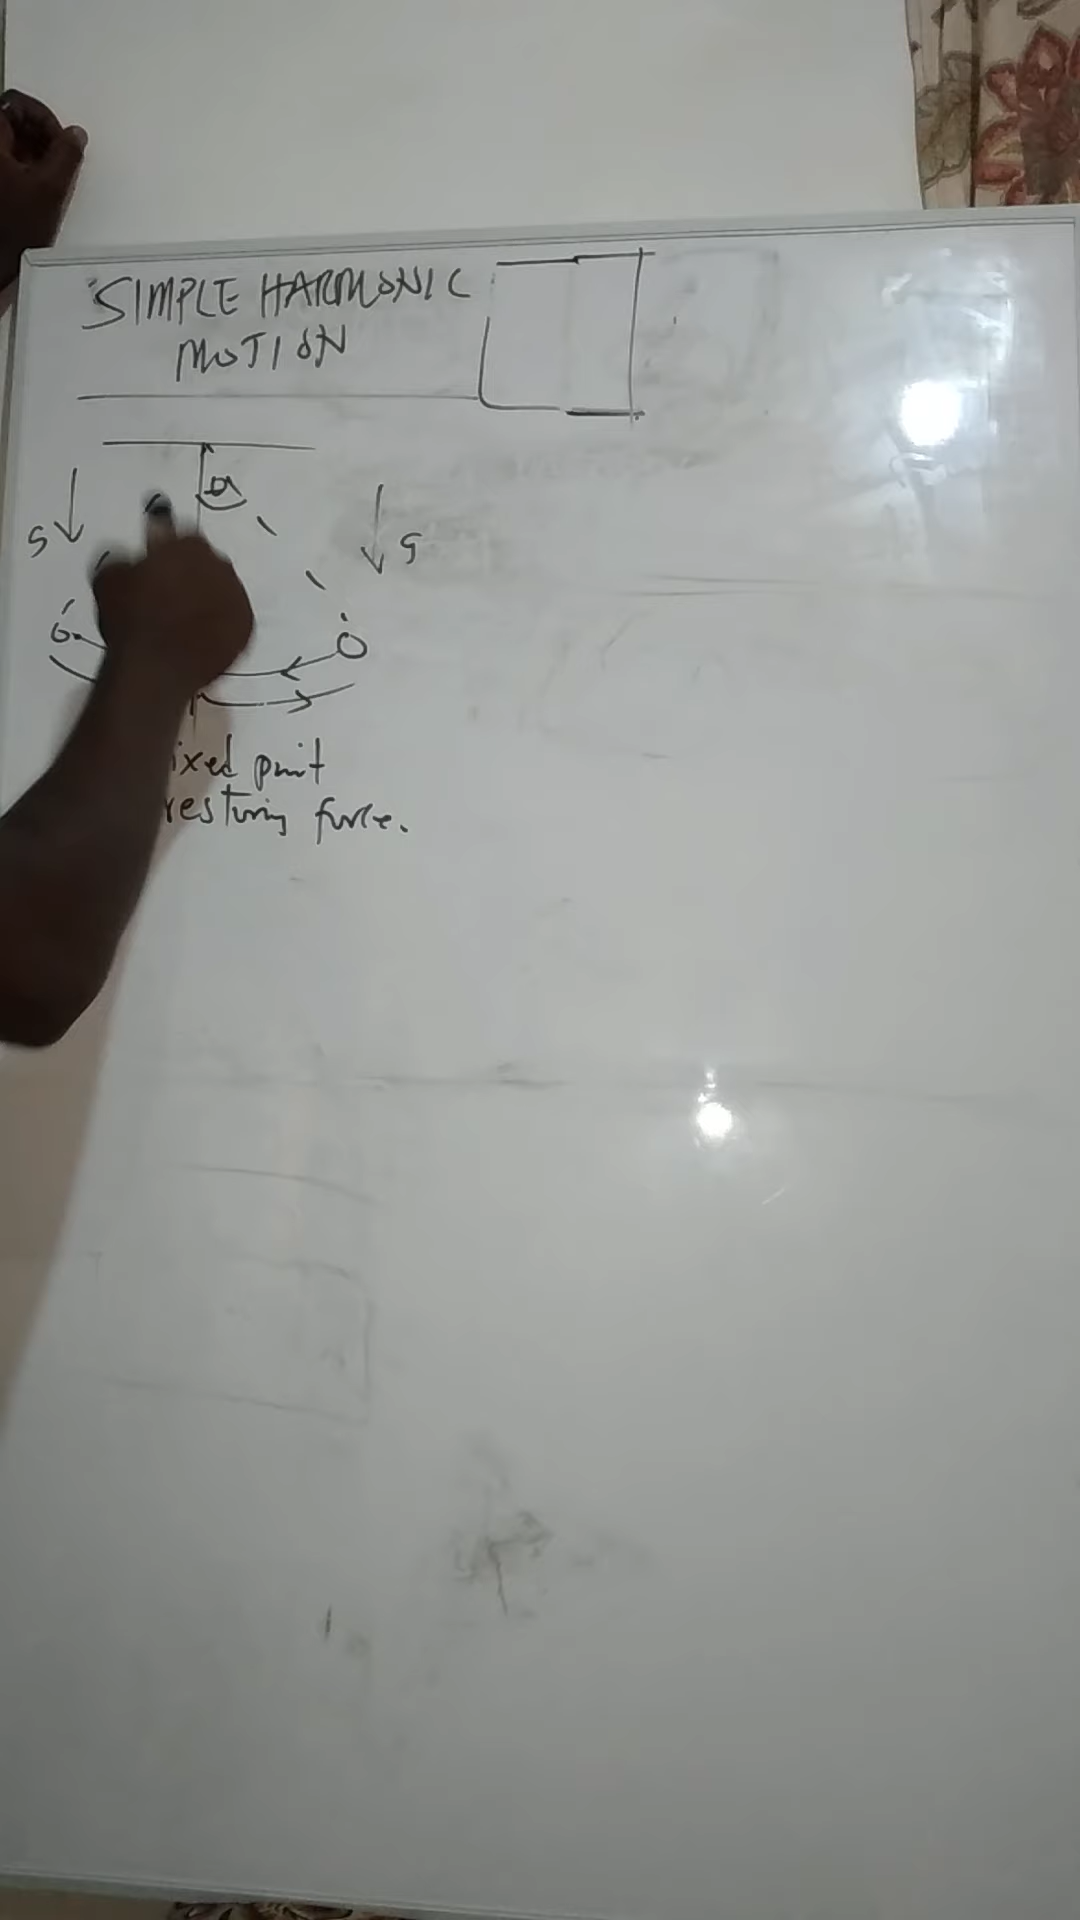 SIMPLE HARMONIC
MOTION
θ
g
g
ixed point
restoring force.